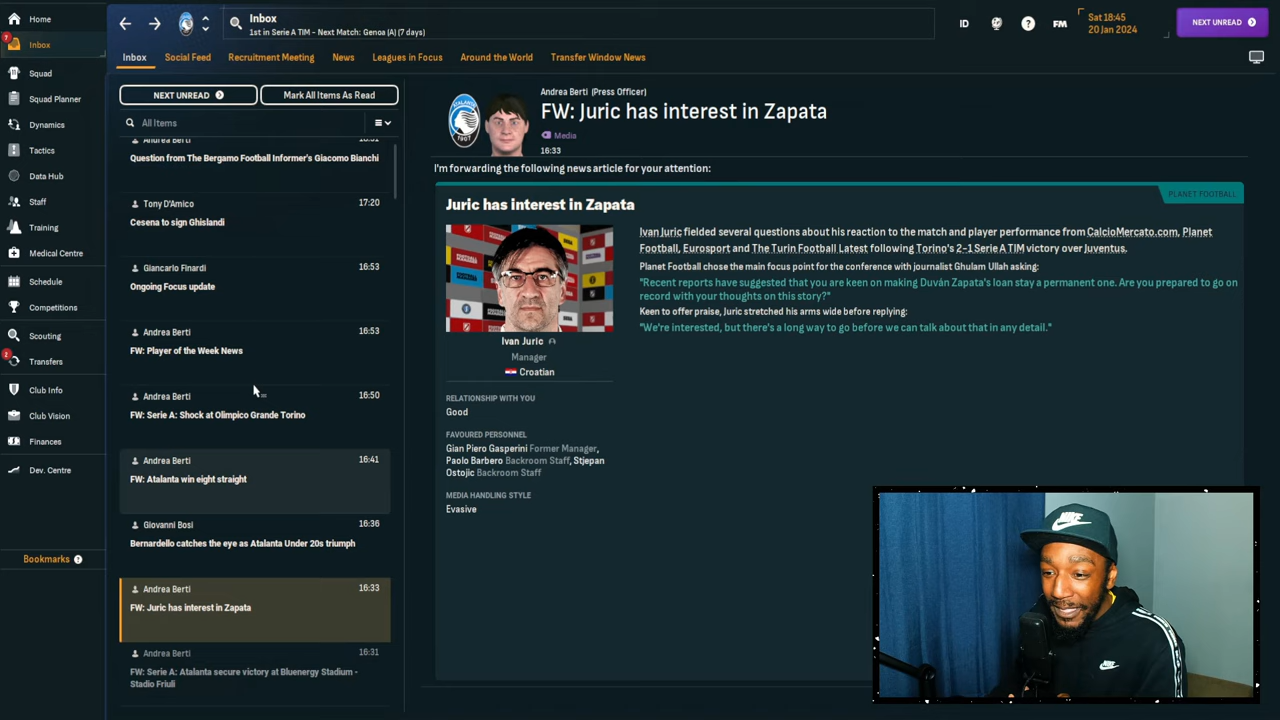 Home
Inbox
7
Squad
Squad Planner
Dynamics
Tactics
Data Hub
Staff
Training
Medical Centre
Schedule
Competitions
Scouting
2
Transfers
Club Info
Club Vision
Finances
Dev. Centre
Bookmarks ?
Inbox
1st in Serie A TIM - Next Match: Genoa (A) (7 days)
ID
?
FM
Sat 18:45
20 Jan 2024
NEXT UNREAD
Inbox
Social Feed
Recruitment Meeting
News
Leagues in Focus
Around the World
Transfer Window News
NEXT UNREAD
Mark All Items As Read
All Items
Andrea Berti
Question from The Bergamo Football Informer's Giacomo Bianchi
Tony D'Amico 17:20
Cesena to sign Ghislandi
Giancarlo Finardi 16:53
Ongoing Focus update
Andrea Berti 16:53
FW: Player of the Week News
Andrea Berti 16:50
FW: Serie A: Shock at Olimpico Grande Torino
Andrea Berti 16:41
FW: Atalanta win eight straight
Giovanni Bosi 16:36
Bernardello catches the eye as Atalanta Under 20s triumph
Andrea Berti 16:33
FW: Juric has interest in Zapata
Andrea Berti 16:31
FW: Serie A: Atalanta secure victory at Bluenergy Stadium -
Stadio Friuli
ATALANTA
Andrea Berti (Press Officer)
FW: Juric has interest in Zapata
Media
16:33
I'm forwarding the following news article for your attention:
PLANET FOOTBALL
Juric has interest in Zapata
Ivan Juric
Manager
Croatian
RELATIONSHIP WITH YOU
Good
FAVOURED PERSONNEL
Gian Piero Gasperini Former Manager,
Paolo Barbero Backroom Staff, Stjepan
Ostojic Backroom Staff
MEDIA HANDLING STYLE
Evasive
Ivan Juric fielded several questions about his reaction to the match and player performance from CalcioMercato.com, Planet
Football, Eurosport and The Turin Football Latest following Torino's 2-1 Serie A TIM victory over Juventus.
Planet Football chose the main focus point for the conference with journalist Ghulam Ullah asking:
"Recent reports have suggested that you are keen on making Duván Zapata's loan stay a permanent one. Are you prepared to go on
record with your thoughts on this story?"
Keen to offer praise, Juric stretched his arms wide before replying:
"We're interested, but there's a long way to go before we can talk about that in any detail."
NIKE